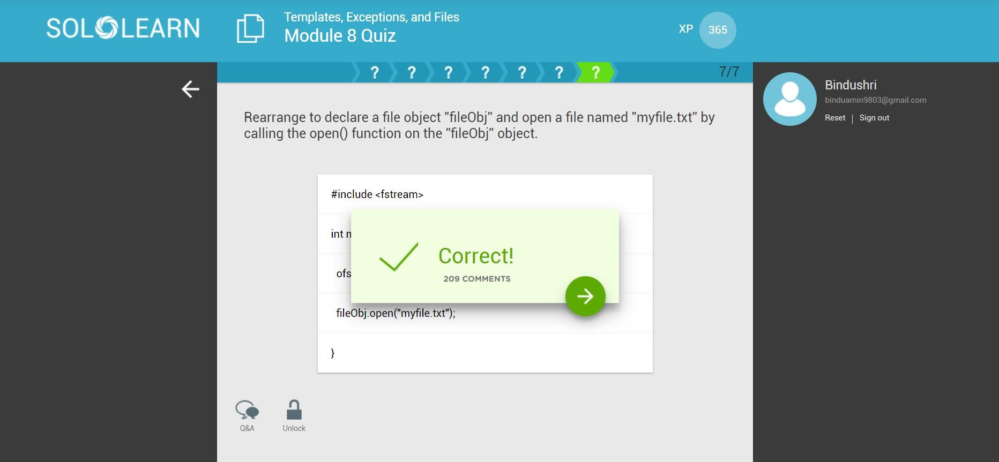 SOLOLEARN
Templates, Exceptions, and Files
Module 8 Quiz
XP 365
? ? ? ? ? ? ?
7/7
Bindushri
binduamin9803@gmail.com
Reset | Sign out
Rearrange to declare a file object "fileObj" and open a file named "myfile.txt" by
calling the open() function on the "fileObj" object.
#include <fstream>
int
ofs
Correct!
209 COMMENTS
fileObj.open("myfile.txt");
}
Q&A
Unlock